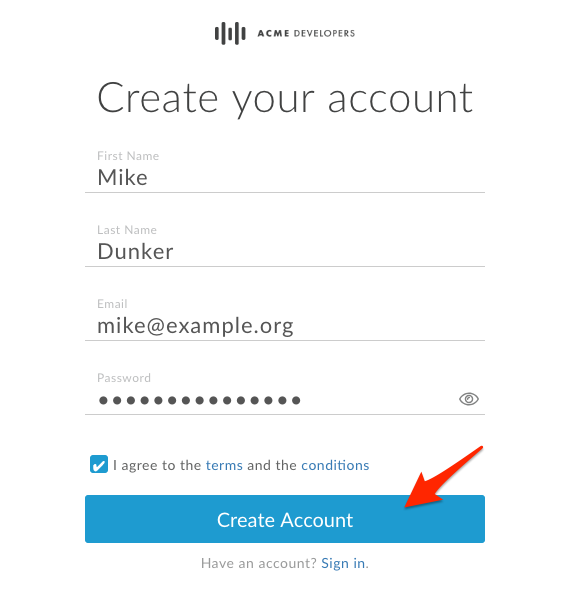 ACME DEVELOPERS
Create your account
First Name
Mike
Last Name
Dunker
Email
mike@example.org
Password
●●●●●●●●●●●●●●●
I agree to the terms and the conditions
Create Account
Have an account? Sign in.